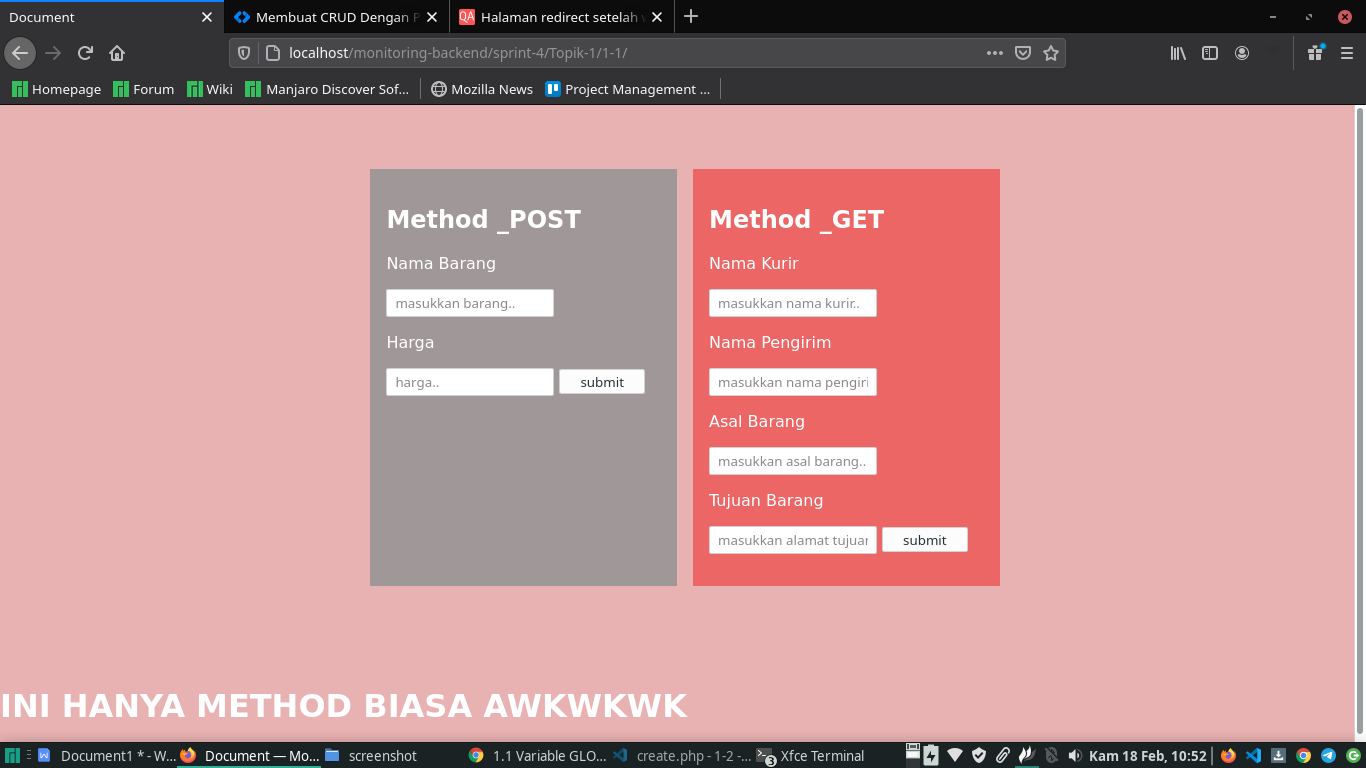 Document
Membuat CRUD Dengan P
QA Halaman redirect setelah w
localhost/monitoring-backend/sprint-4/Topik-1/1-1/
Homepage Forum Wiki Manjaro Discover Sof... Mozilla News Project Management ...
Method _POST
Nama Barang
masukkan barang..
Harga
harga.. submit
Method _GET
Nama Kurir
masukkan nama kurir..
Nama Pengirim
masukkan nama pengiri
Asal Barang
masukkan asal barang..
Tujuan Barang
masukkan alamat tujuan submit
INI HANYA METHOD BIASA AWKWKWK
Document1 * - W... Document — Mo... screenshot 1.1 Variable GLO... create.php - 1-2 -... 3 Xfce Terminal Kam 18 Feb, 10:52